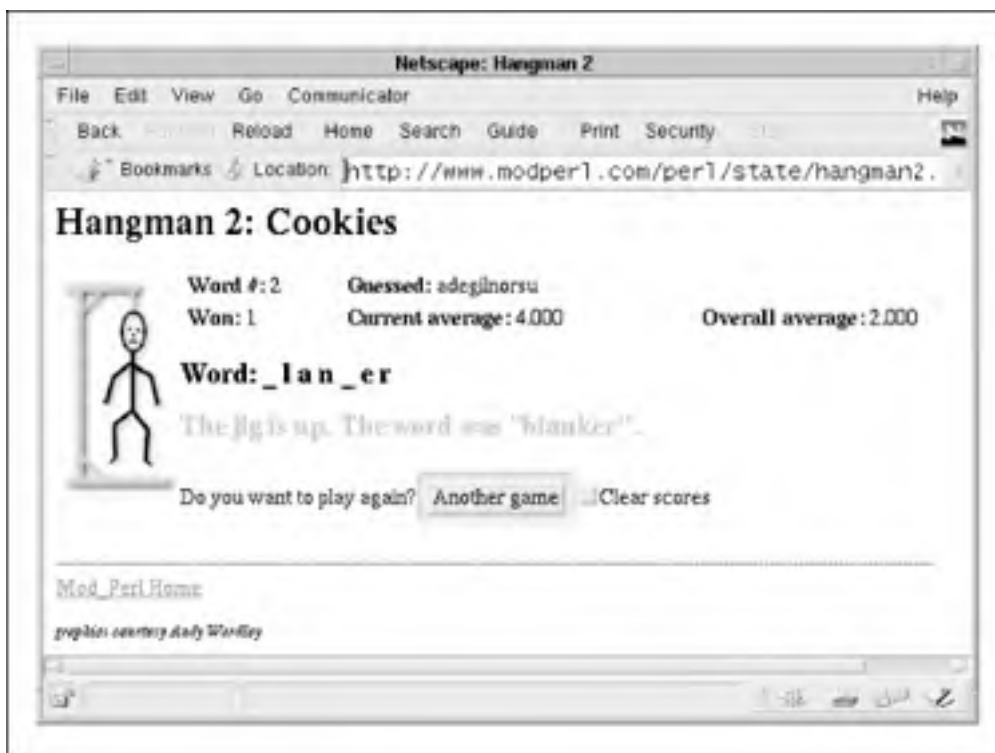 Netscape: Hangman 2
File Edit View Go Communicator Help
Back Reload Home Search Guide Print Security
Bookmarks Location: http://www.modperl.com/perl/state/hangman2.
Hangman 2: Cookies
Word #: 2 Guessed: adegilnorsu
Won: 1 Current average: 4.000 Overall average: 2.000
Word: _ l a n _ e r
The jig is up. The word was "blanker".
Do you want to play again? Another game Clear scores
Mod_Perl Home
graphics courtesy Andy Wardley